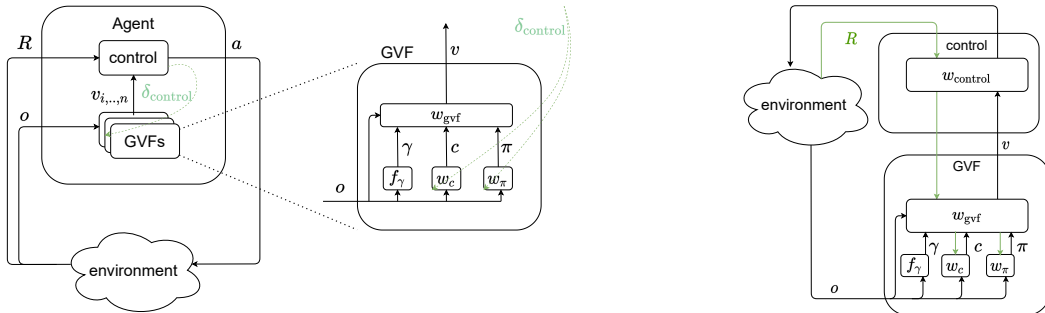 Agent
R
control
a
v_{i,..,n}
δ_control
o
GVFs
environment
δ_control
GVF
v
w_gvf
γ
c
π
f_γ
w_c
w_π
o
R
control
w_control
environment
v
GVF
w_gvf
γ
c
π
f_γ
w_c
w_π
o